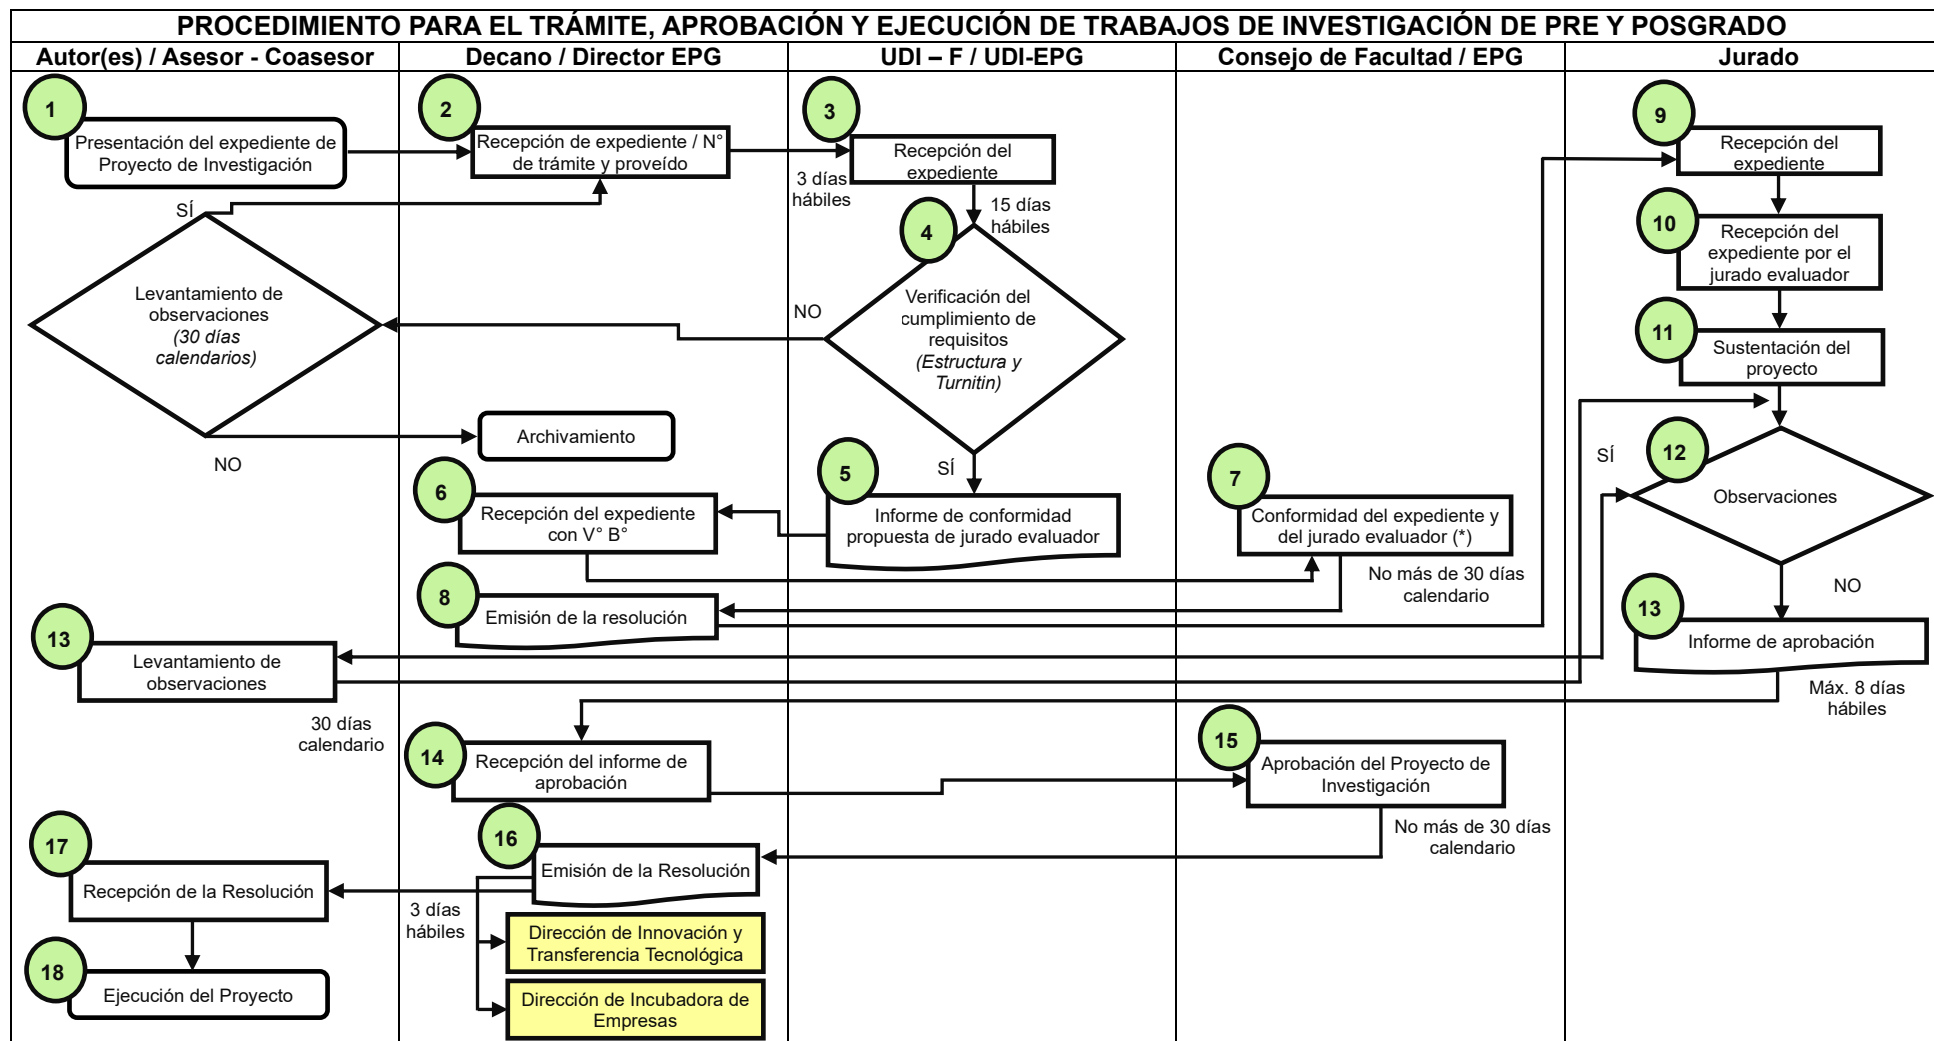 PROCEDIMIENTO PARA EL TRÁMITE, APROBACIÓN Y EJECUCIÓN DE TRABAJOS DE INVESTIGACIÓN DE PRE Y POSGRADO
Autor(es) / Asesor - Coasesor
Decano / Director EPG
UDI – F / UDI-EPG
Consejo de Facultad / EPG
Jurado
1
Presentación del expediente de
Proyecto de Investigación
2
Recepción de expediente / N°
de trámite y proveído
3
Recepción del
expediente
3 días
hábiles
15 días
hábiles
4
Verificación del
cumplimiento de
requisitos
(Estructura y
Turnitin)
NO
SÍ
SÍ
Levantamiento de
observaciones
(30 días
calendarios)
NO
Archivamiento
5
Informe de conformidad
propuesta de jurado evaluador
6
Recepción del expediente
con V° B°
7
Conformidad del expediente y
del jurado evaluador (*)
No más de 30 días
calendario
8
Emisión de la resolución
9
Recepción del
expediente
10
Recepción del
expediente por el
jurado evaluador
11
Sustentación del
proyecto
12
Observaciones
SÍ
NO
13
Informe de aprobación
Máx. 8 días
hábiles
13
Levantamiento de
observaciones
30 días
calendario
14
Recepción del informe de
aprobación
15
Aprobación del Proyecto de
Investigación
No más de 30 días
calendario
16
Emisión de la Resolución
3 días
hábiles
Dirección de Innovación y
Transferencia Tecnológica
Dirección de Incubadora de
Empresas
17
Recepción de la Resolución
18
Ejecución del Proyecto